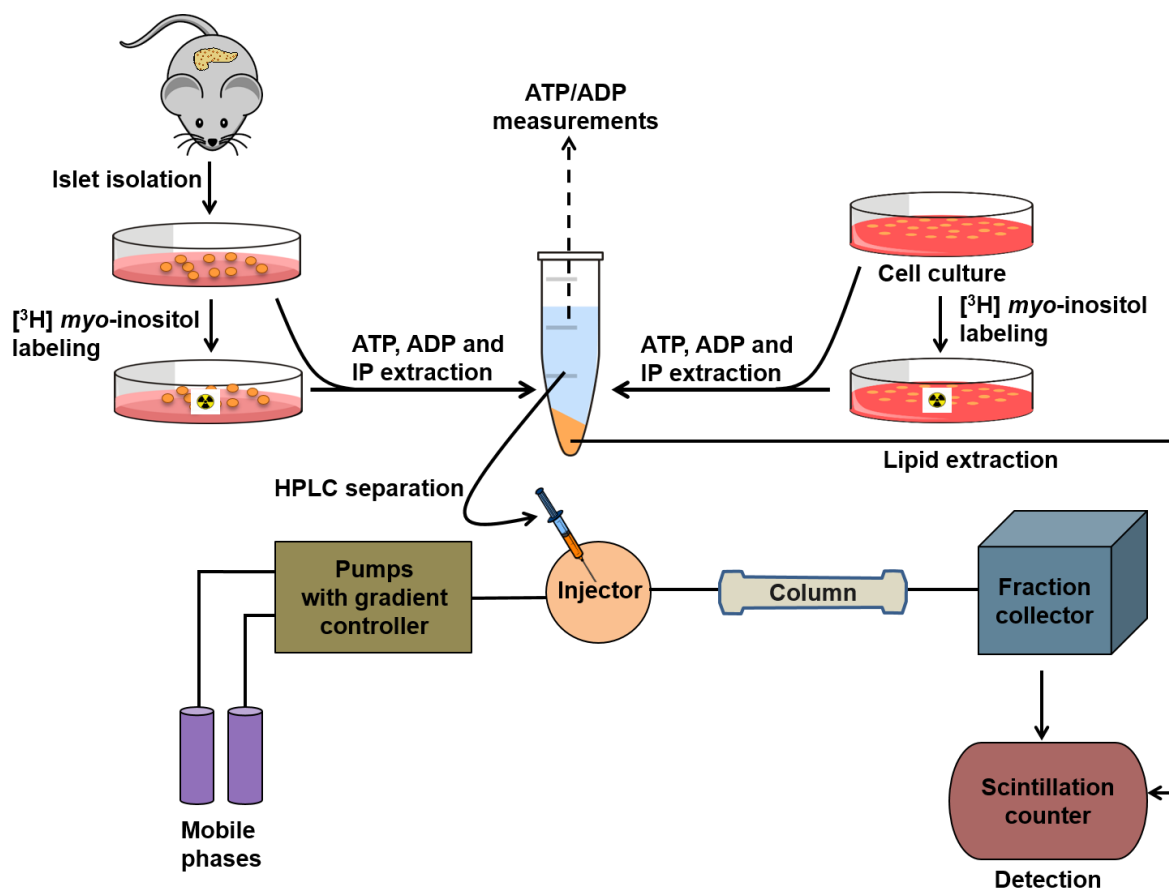 ATP/ADP
measurements
Islet isolation
Cell culture
[³H] myo-inositol
labeling
[³H] myo-inositol
labeling
ATP, ADP and
IP extraction
ATP, ADP and
IP extraction
Lipid extraction
HPLC separation
Pumps
with gradient
controller
Injector
Column
Fraction
collector
Mobile
phases
Scintillation
counter
Detection